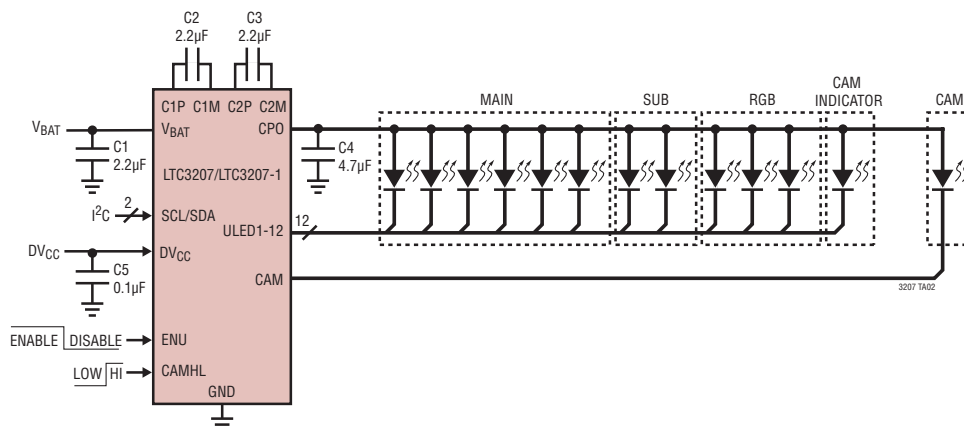 C2
2.2µF
C3
2.2µF
C1P C1M C2P C2M
VBAT
VBAT
CPO
C1
2.2µF
C4
4.7µF
LTC3207/LTC3207-1
MAIN
SUB
RGB
CAM
INDICATOR
CAM
I²C
2
SCL/SDA
ULED1-12
12
DVCC
DVCC
C5
0.1µF
CAM
3207 TA02
ENABLE DISABLE
ENU
LOW HI
CAMHL
GND